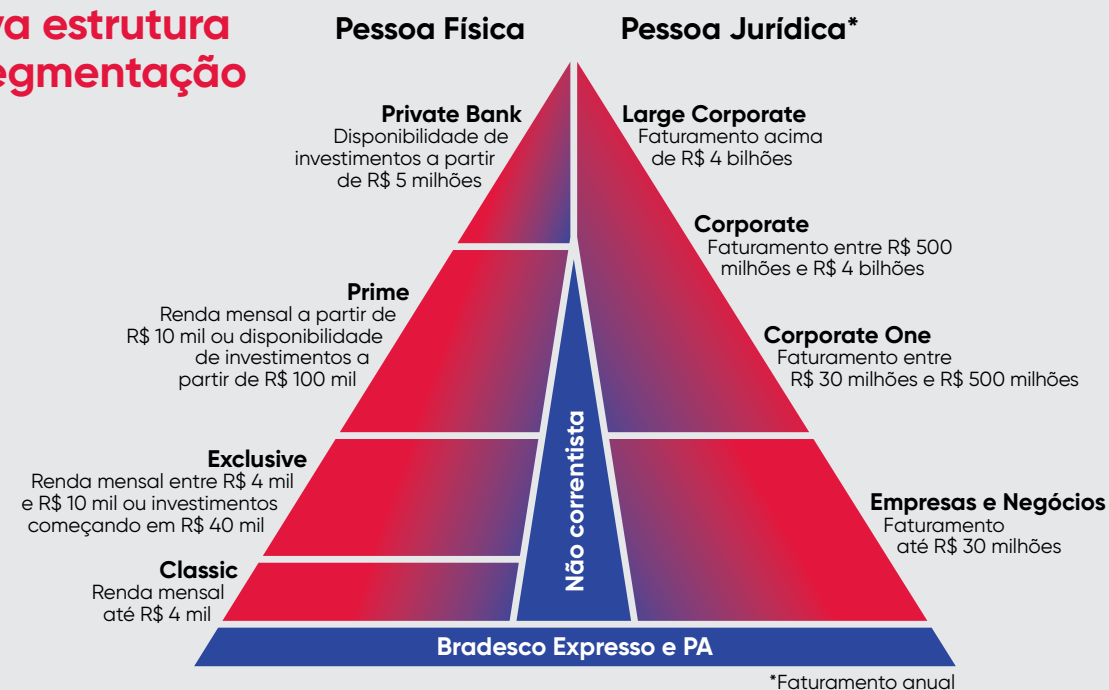 va estrutura
egmentação
Pessoa Física
Pessoa Jurídica*
Private Bank
Disponibilidade de
investimentos a partir
de R$ 5 milhões
Prime
Renda mensal a partir de
R$ 10 mil ou disponibilidade
de investimentos a
partir de R$ 100 mil
Exclusive
Renda mensal entre R$ 4 mil
e R$ 10 mil ou investimentos
começando em R$ 40 mil
Classic
Renda mensal
até R$ 4 mil
Large Corporate
Faturamento acima
de R$ 4 bilhões
Corporate
Faturamento entre R$ 500
milhões e R$ 4 bilhões
Corporate One
Faturamento entre
R$ 30 milhões e R$ 500 milhões
Empresas e Negócios
Faturamento
até R$ 30 milhões
Não correntista
Bradesco Expresso e PA
*Faturamento anual